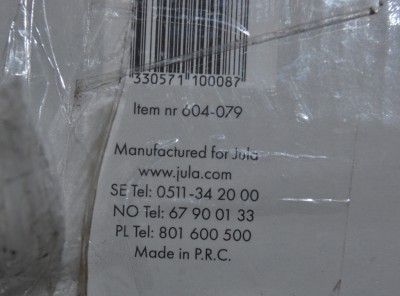 330571 100087
Item nr 604-079
Manufactured for Jula
www.jula.com
SE Tel: 0511-34 20 00
NO Tel: 67 90 01 33
PL Tel: 801 600 500
Made in P.R.C.